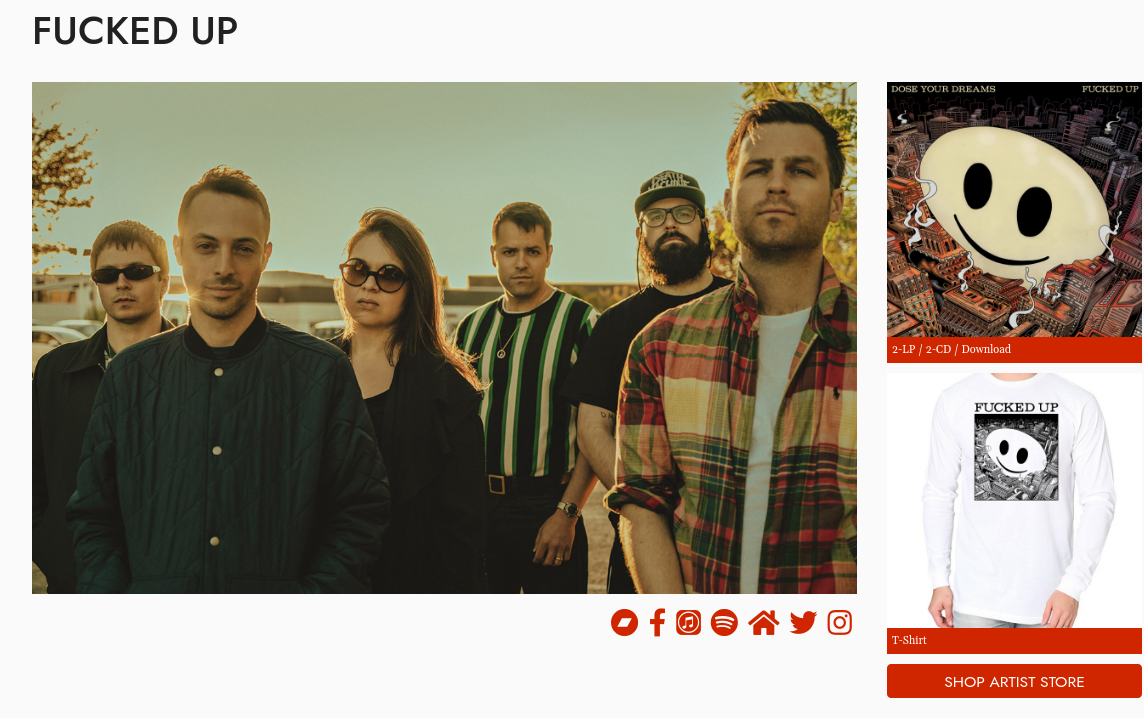 FUCKED UP
DOSE YOUR DREAMS
FUCKED UP
2-LP / 2-CD / Download
FUCKED UP
T-Shirt
SHOP ARTIST STORE